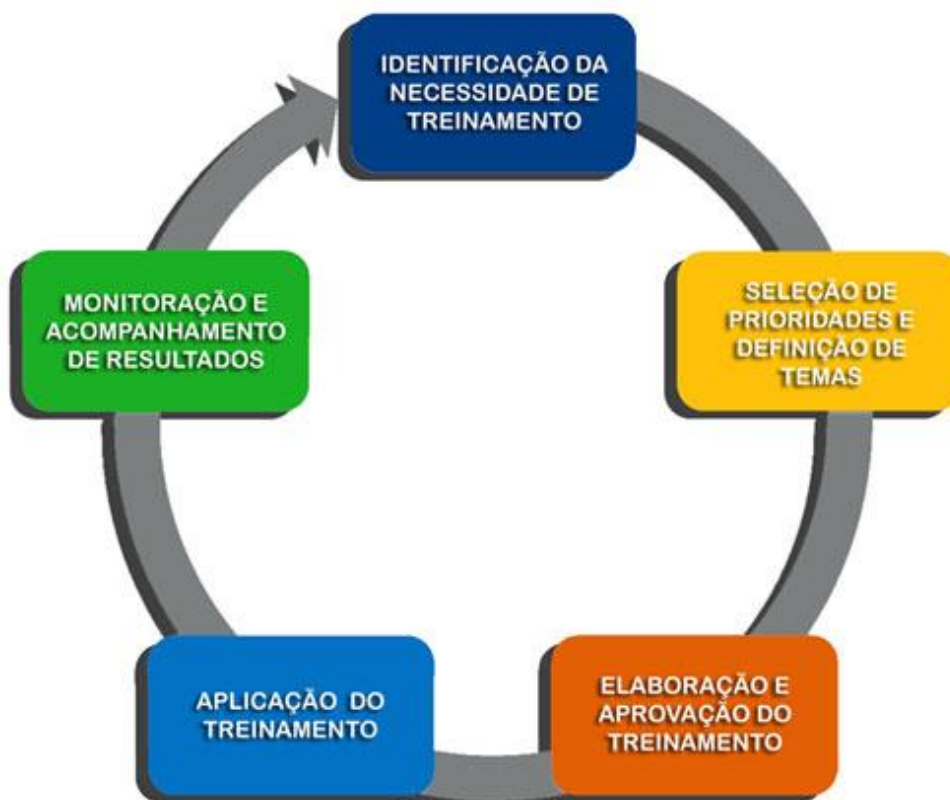 IDENTIFICAÇÃO DA
NECESSIDADE DE
TREINAMENTO
SELEÇÃO DE
PRIORIDADES E
DEFINIÇÃO DE
TEMAS
ELABORAÇÃO E
APROVAÇÃO DO
TREINAMENTO
APLICAÇÃO DO
TREINAMENTO
MONITORAÇÃO E
ACOMPANHAMENTO
DE RESULTADOS